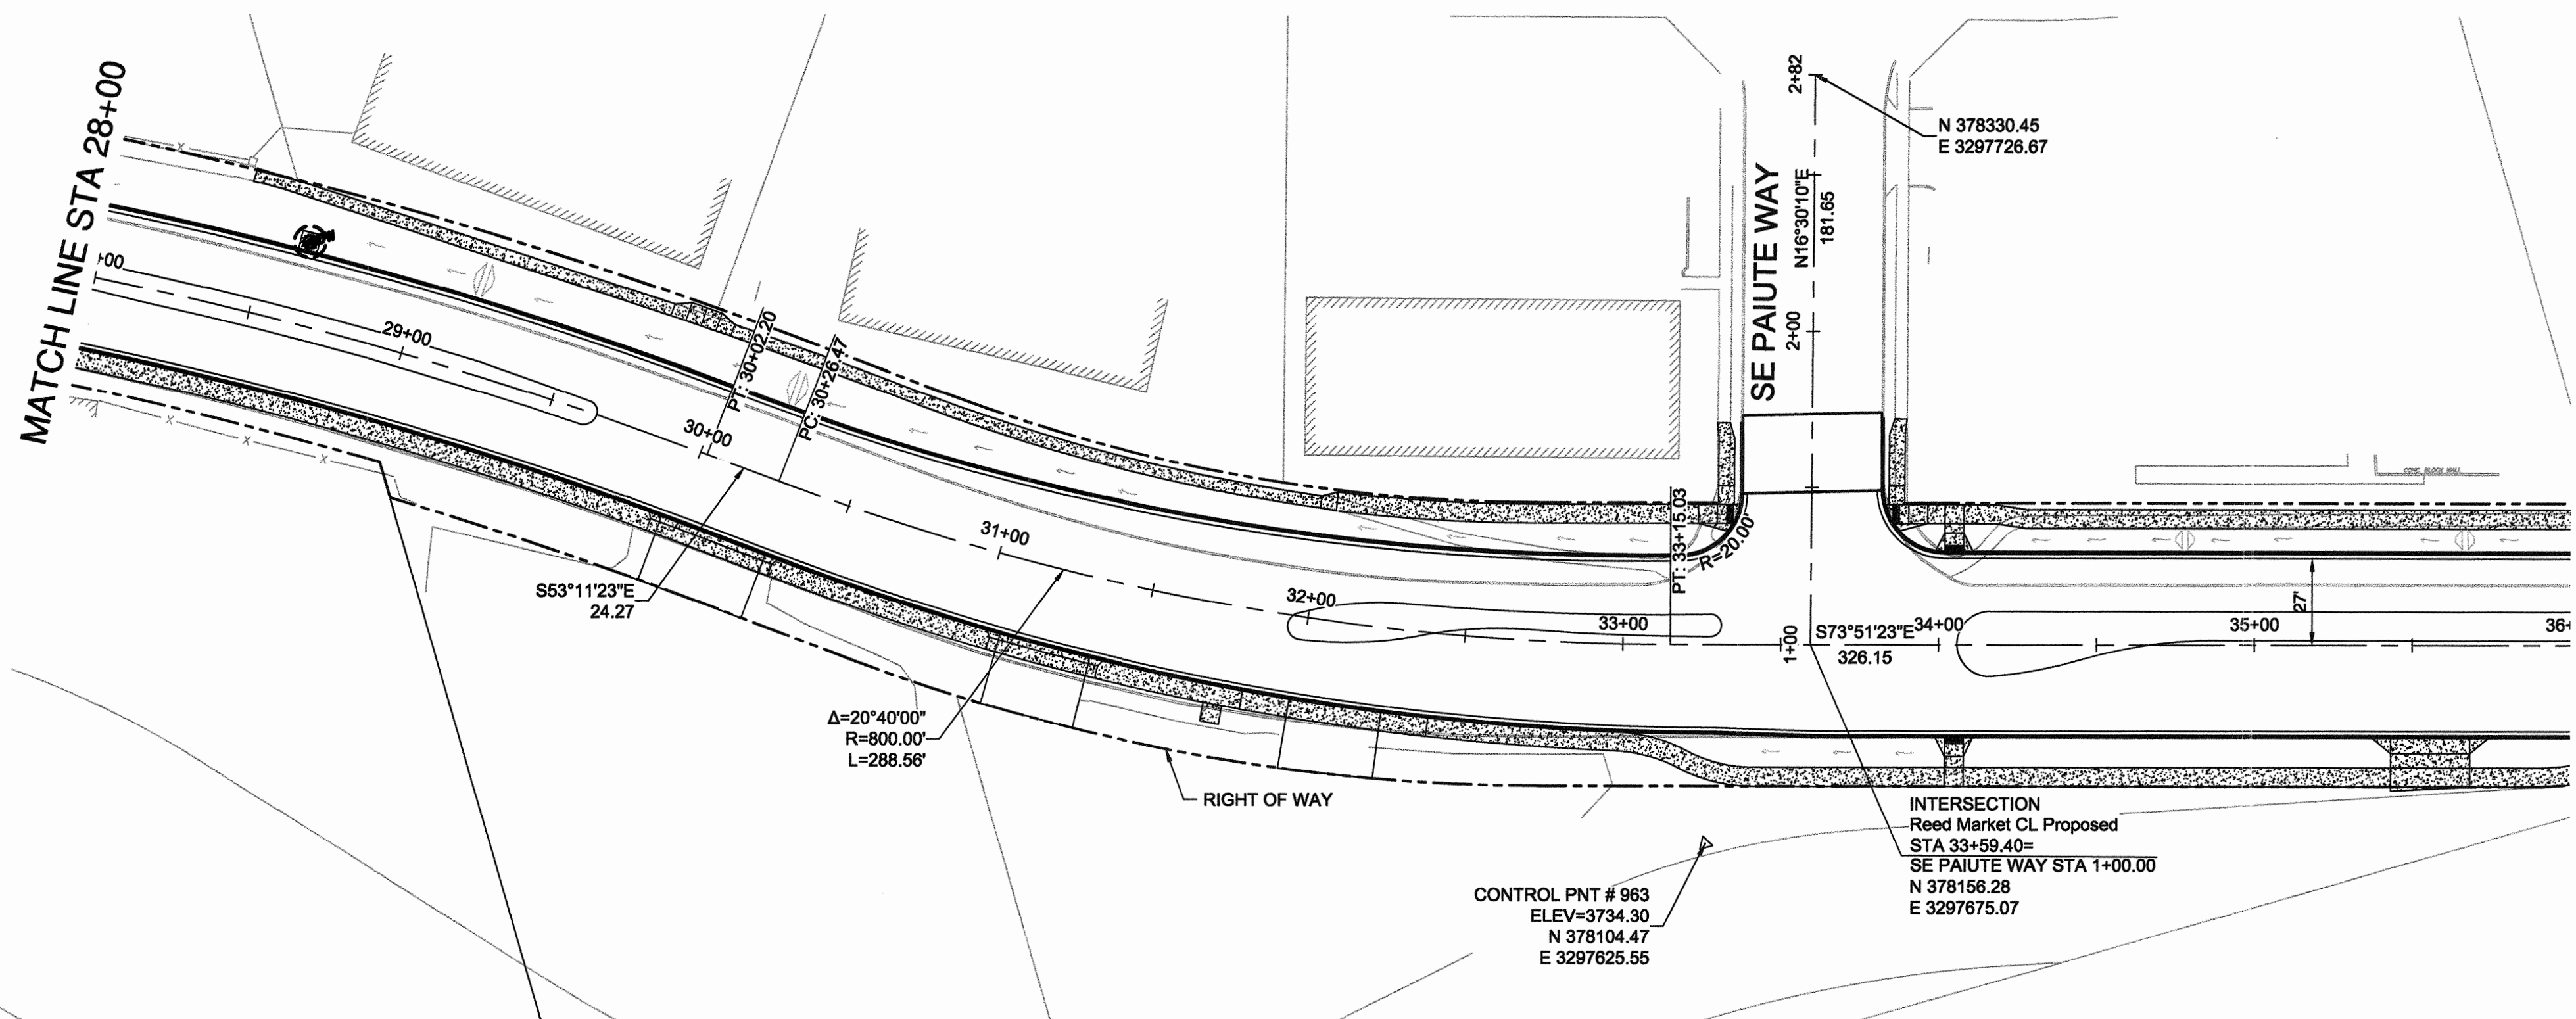 MATCH LINE STA 28+00
+00
29+00
30+00
PT: 30+02.20
PC: 30+26.47
S53°11'23"E
24.27
31+00
Δ=20°40'00"
R=800.00'
L=288.56'
RIGHT OF WAY
32+00
33+00
PT: 33+15.03
R=20.00'
SE PAIUTE WAY
2+82
N16°30'10"E
181.65
2+00
1+00
N 378330.45
E 3297726.67
S73°51'23"E
326.15
34+00
35+00
36+
27'
CONC. BLOCK WALL
INTERSECTION
Reed Market CL Proposed
STA 33+59.40=
SE PAIUTE WAY STA 1+00.00
N 378156.28
E 3297675.07
CONTROL PNT # 963
ELEV=3734.30
N 378104.47
E 3297625.55
x
x
x
x